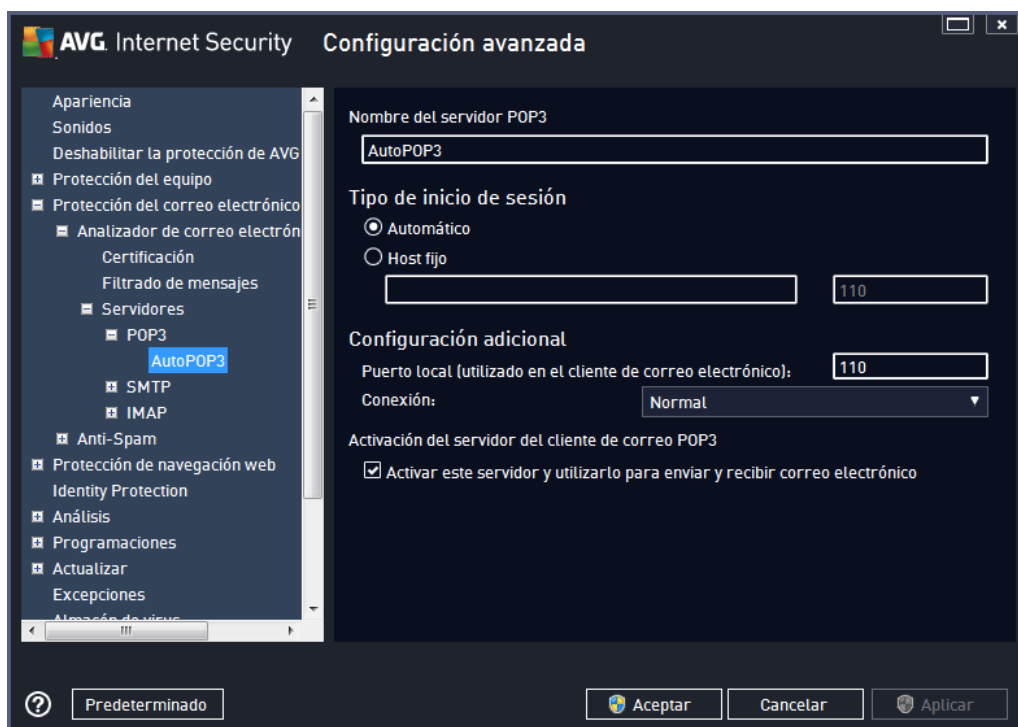 AVG. Internet Security
Configuración avanzada
Apariencia
Sonidos
Deshabilitar la protección de AVG
Protección del equipo
Protección del correo electrónico
Analizador de correo electrón
Certificación
Filtrado de mensajes
Servidores
POP3
AutoPOP3
SMTP
IMAP
Anti-Spam
Protección de navegación web
Identity Protection
Análisis
Programaciones
Actualizar
Excepciones
Almacén de virus
Nombre del servidor POP3
AutoPOP3
Tipo de inicio de sesión
Automático
Host fijo
110
Configuración adicional
Puerto local (utilizado en el cliente de correo electrónico): 110
Conexión: Normal
Activación del servidor del cliente de correo POP3
Activar este servidor y utilizarlo para enviar y recibir correo electrónico
Predeterminado
Aceptar
Cancelar
Aplicar